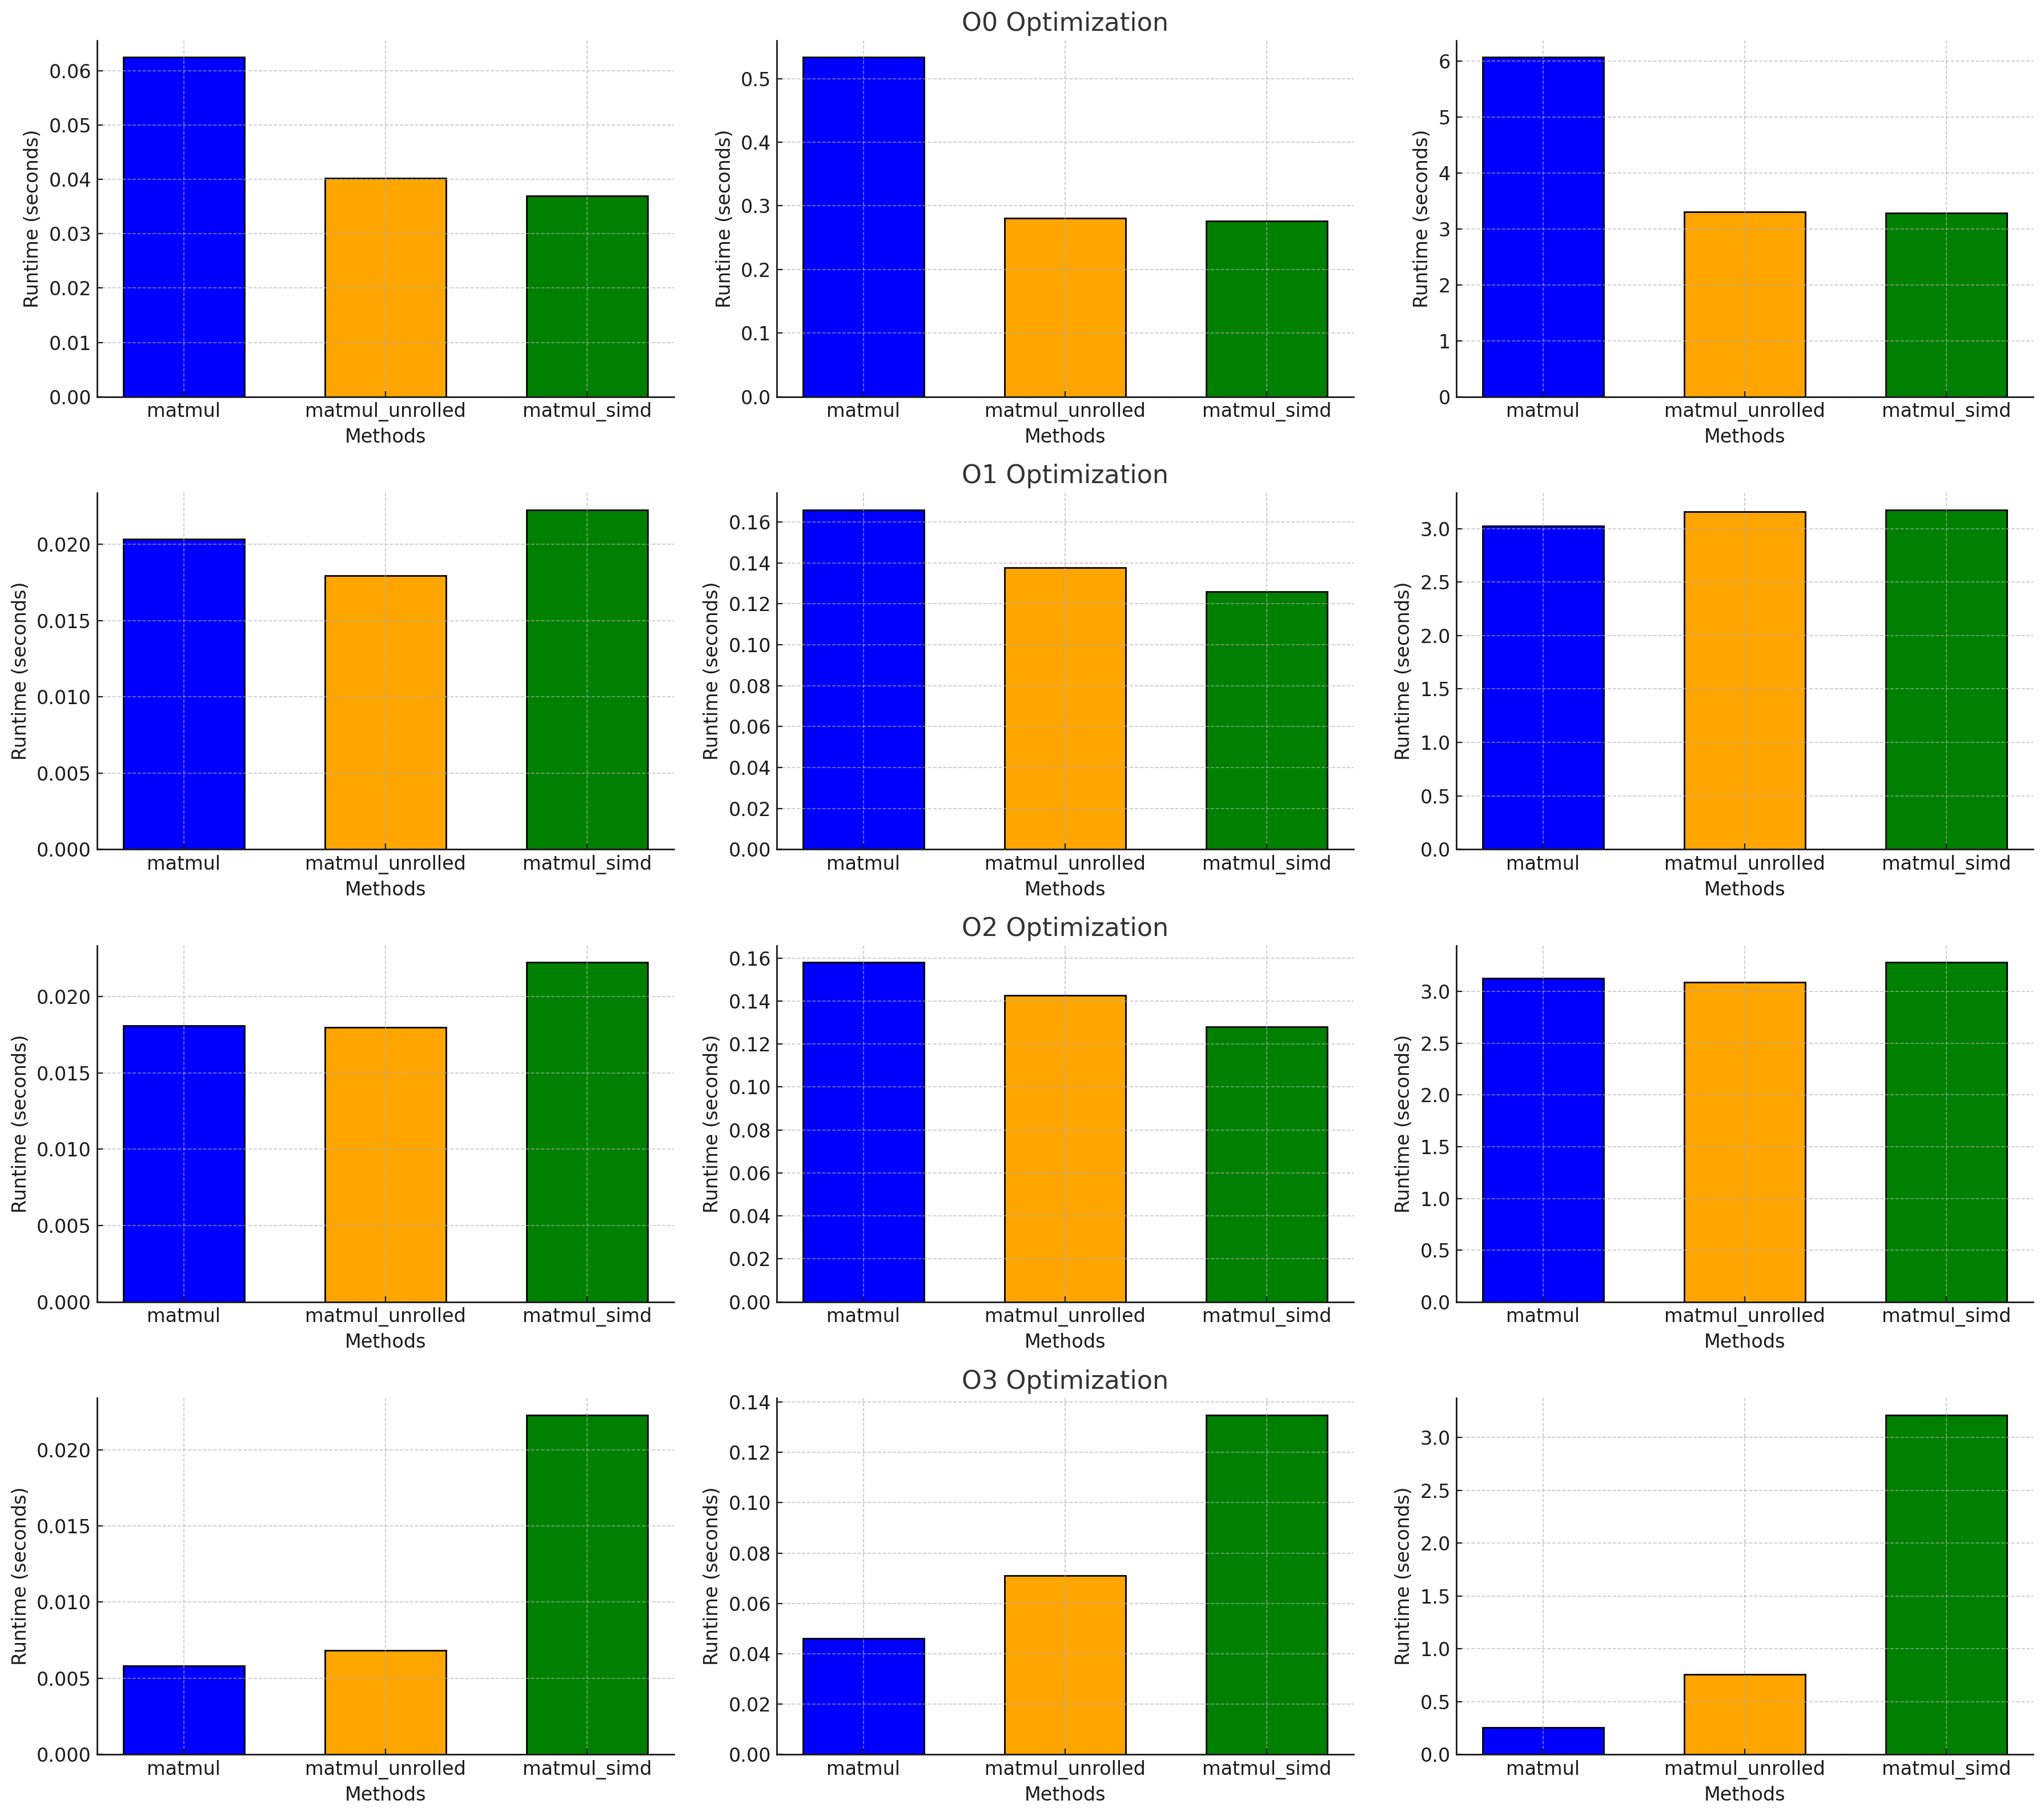 O0 Optimization
0.06
0.05
0.04
0.03
0.02
0.01
0.00
Runtime (seconds)
matmul matmul_unrolled matmul_simd
Methods
0.5
0.4
0.3
0.2
0.1
0.0
Runtime (seconds)
matmul matmul_unrolled matmul_simd
Methods
6
5
4
3
2
1
0
Runtime (seconds)
matmul matmul_unrolled matmul_simd
Methods
O1 Optimization
0.020
0.015
0.010
0.005
0.000
Runtime (seconds)
matmul matmul_unrolled matmul_simd
Methods
0.16
0.14
0.12
0.10
0.08
0.06
0.04
0.02
0.00
Runtime (seconds)
matmul matmul_unrolled matmul_simd
Methods
3.0
2.5
2.0
1.5
1.0
0.5
0.0
Runtime (seconds)
matmul matmul_unrolled matmul_simd
Methods
O2 Optimization
0.020
0.015
0.010
0.005
0.000
Runtime (seconds)
matmul matmul_unrolled matmul_simd
Methods
0.16
0.14
0.12
0.10
0.08
0.06
0.04
0.02
0.00
Runtime (seconds)
matmul matmul_unrolled matmul_simd
Methods
3.0
2.5
2.0
1.5
1.0
0.5
0.0
Runtime (seconds)
matmul matmul_unrolled matmul_simd
Methods
O3 Optimization
0.020
0.015
0.010
0.005
0.000
Runtime (seconds)
matmul matmul_unrolled matmul_simd
Methods
0.14
0.12
0.10
0.08
0.06
0.04
0.02
0.00
Runtime (seconds)
matmul matmul_unrolled matmul_simd
Methods
3.0
2.5
2.0
1.5
1.0
0.5
0.0
Runtime (seconds)
matmul matmul_unrolled matmul_simd
Methods